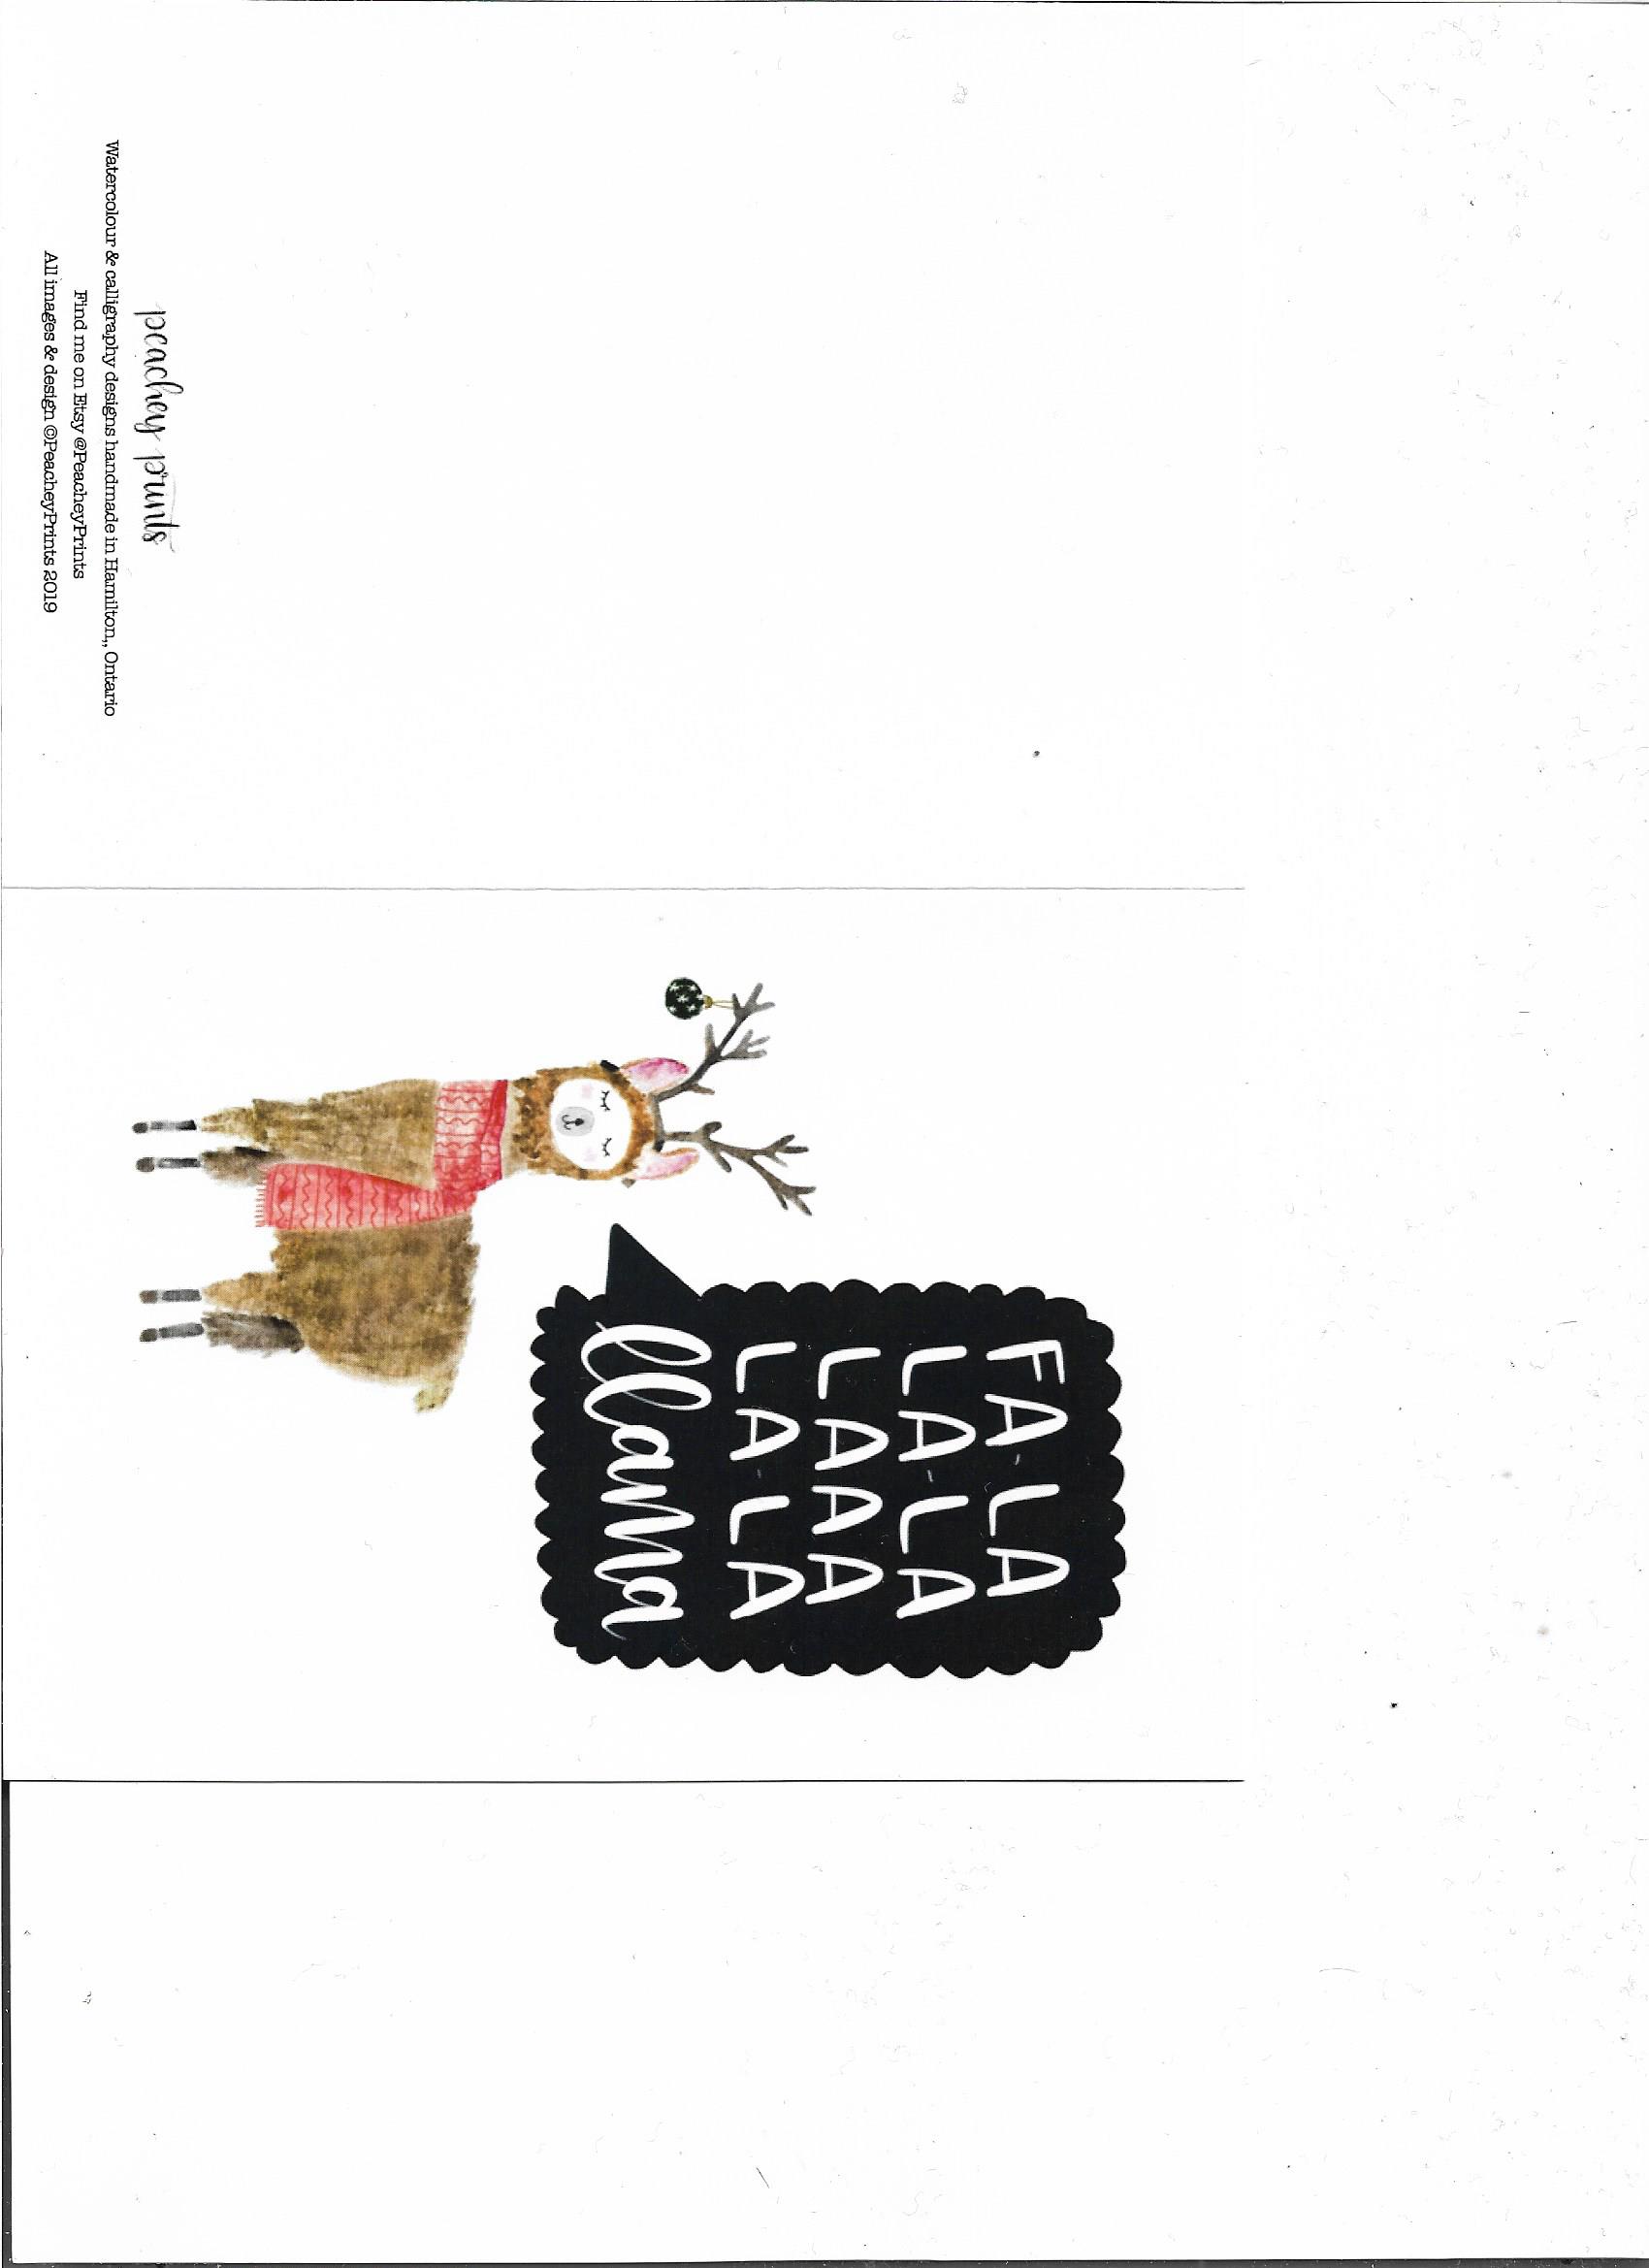 peachey prints
Watercolour & calligraphy designs handmade in Hamilton,, Ontario
Find me on Etsy @PeacheyPrints
All images & design ©PeacheyPrints 2019
FA-LA
LA-LA
LAAA
LA-LA
llama